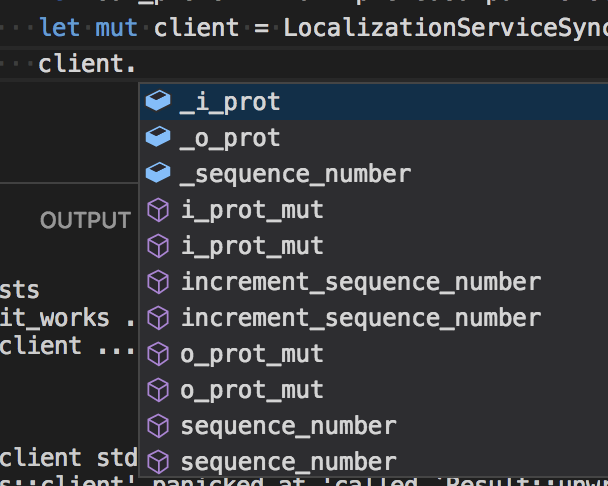 let mut client = LocalizationServiceSync
client.
_i_prot
_o_prot
_sequence_number
i_prot_mut
OUTPUT
i_prot_mut
sts
increment_sequence_number
it_works .
increment_sequence_number
client ...
o_prot_mut
o_prot_mut
sequence_number
client std
sequence_number
s::client' panicked at 'called `Result::unw